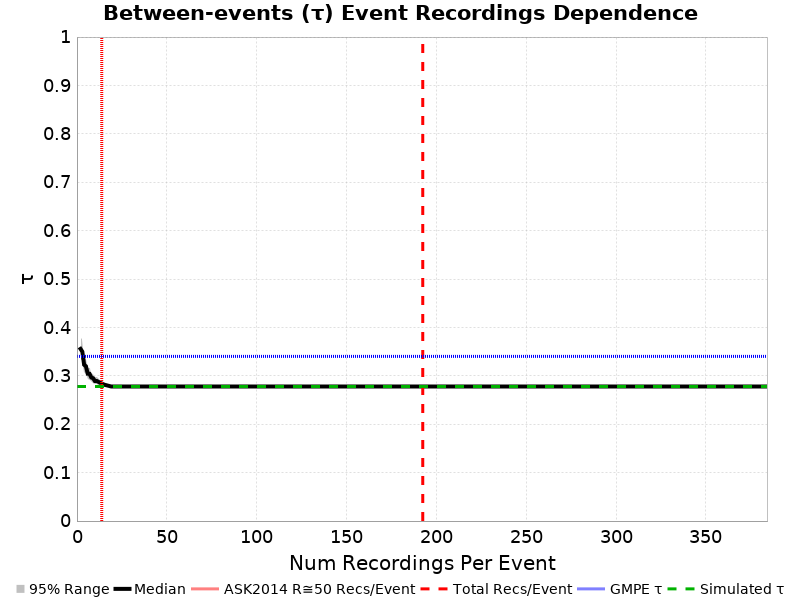 Between-events (τ) Event Recordings Dependence
1
0.9
0.8
0.7
0.6
0.5
0.4
0.3
0.2
0.1
0
τ
0 50 100 150 200 250 300 350
Num Recordings Per Event
95% Range Median ASK2014 R≅50 Recs/Event Total Recs/Event GMPE τ Simulated τ